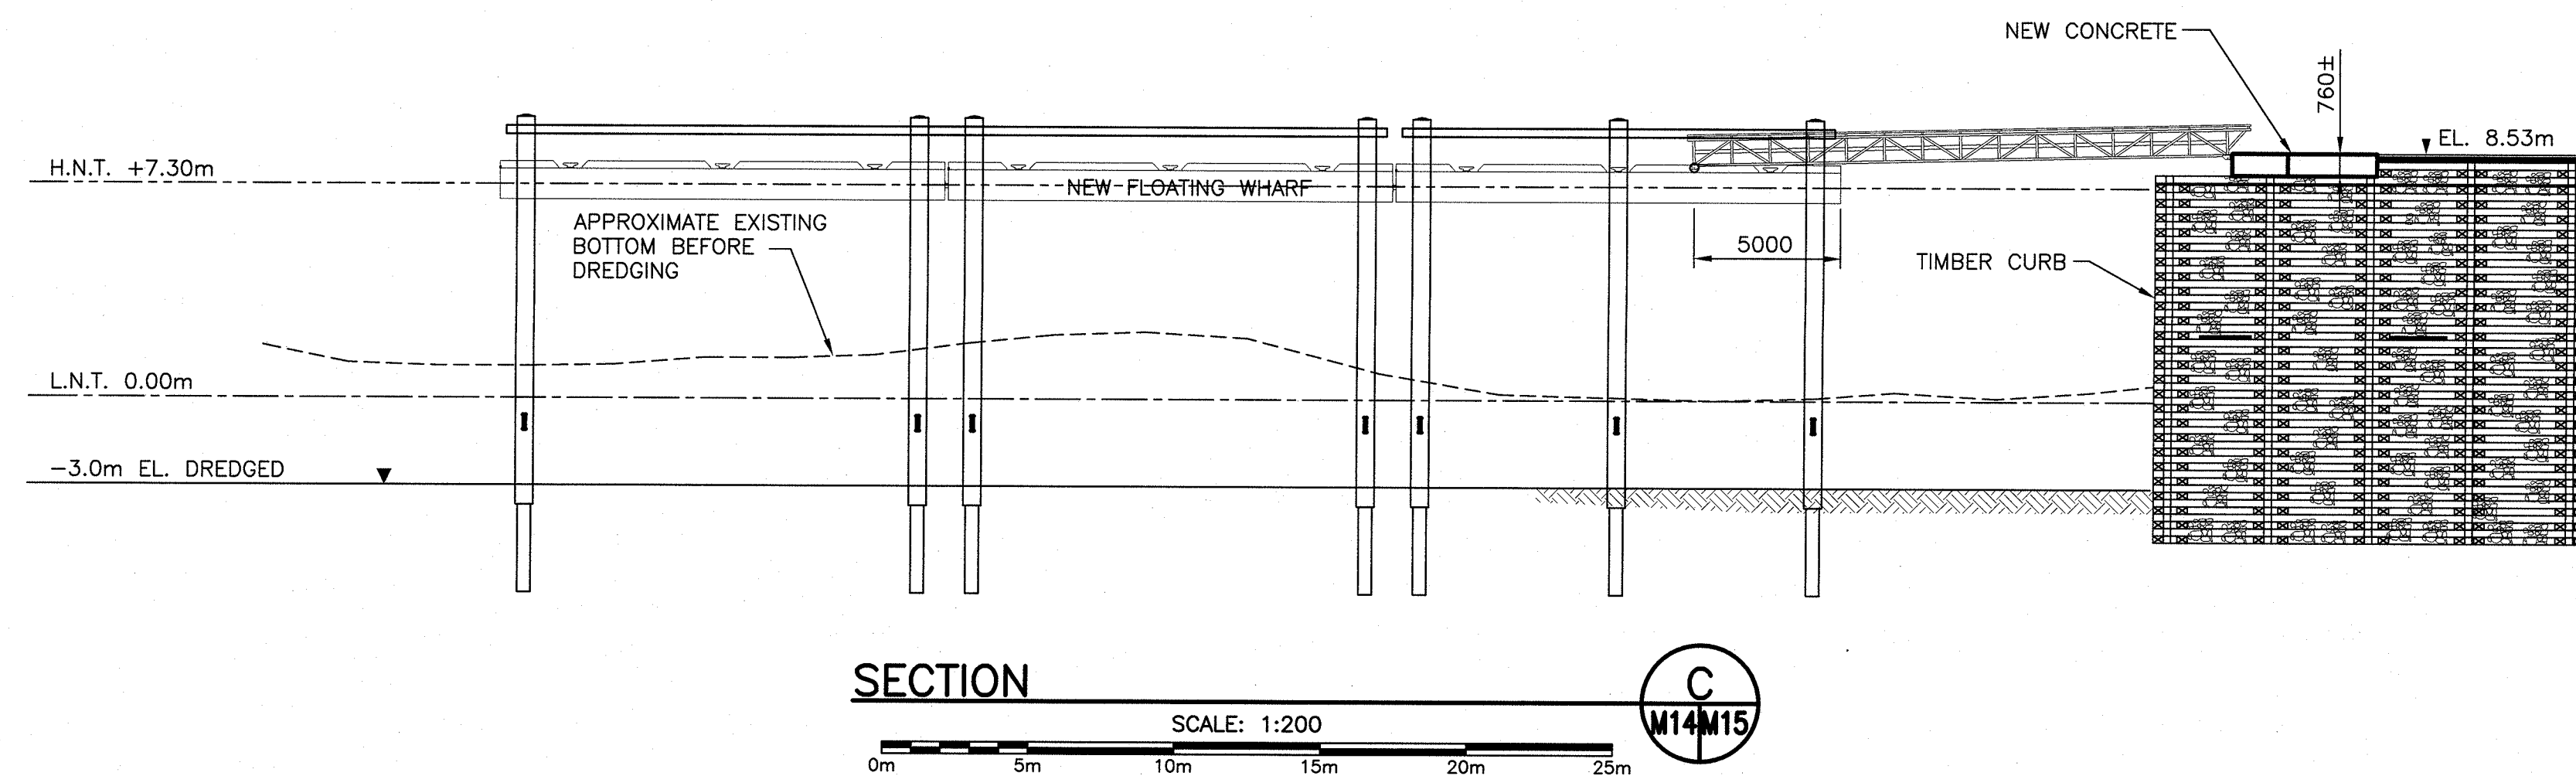 NEW CONCRETE
760±
EL. 8.53m
H.N.T. +7.30m
NEW FLOATING WHARF
APPROXIMATE EXISTING
BOTTOM BEFORE
DREDGING
5000
TIMBER CURB
L.N.T. 0.00m
-3.0m EL. DREDGED
SECTION
C
SCALE: 1:200
M14 M15
0m 5m 10m 15m 20m 25m